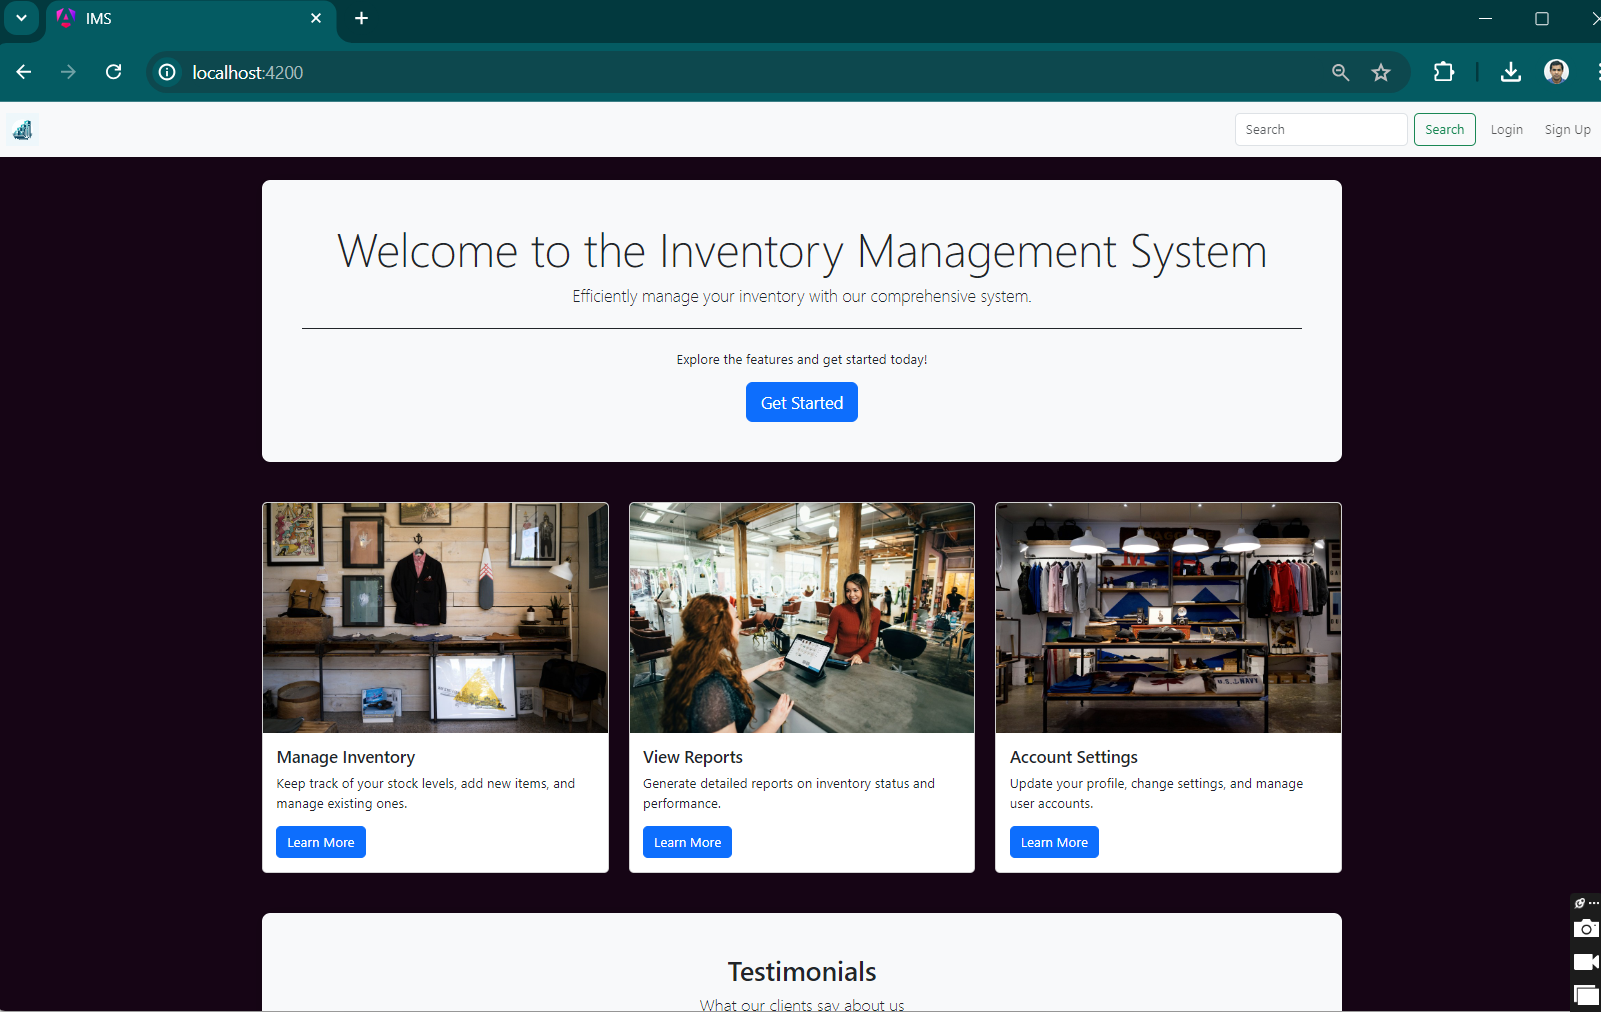 IMS
localhost:4200
Search
Search
Login
Sign Up
Welcome to the Inventory Management System
Efficiently manage your inventory with our comprehensive system.
Explore the features and get started today!
Get Started
U.S. NAVY
Manage Inventory
Keep track of your stock levels, add new items, and
manage existing ones.
Learn More
View Reports
Generate detailed reports on inventory status and
performance.
Learn More
Account Settings
Update your profile, change settings, and manage
user accounts.
Learn More
Testimonials
What our clients say about us